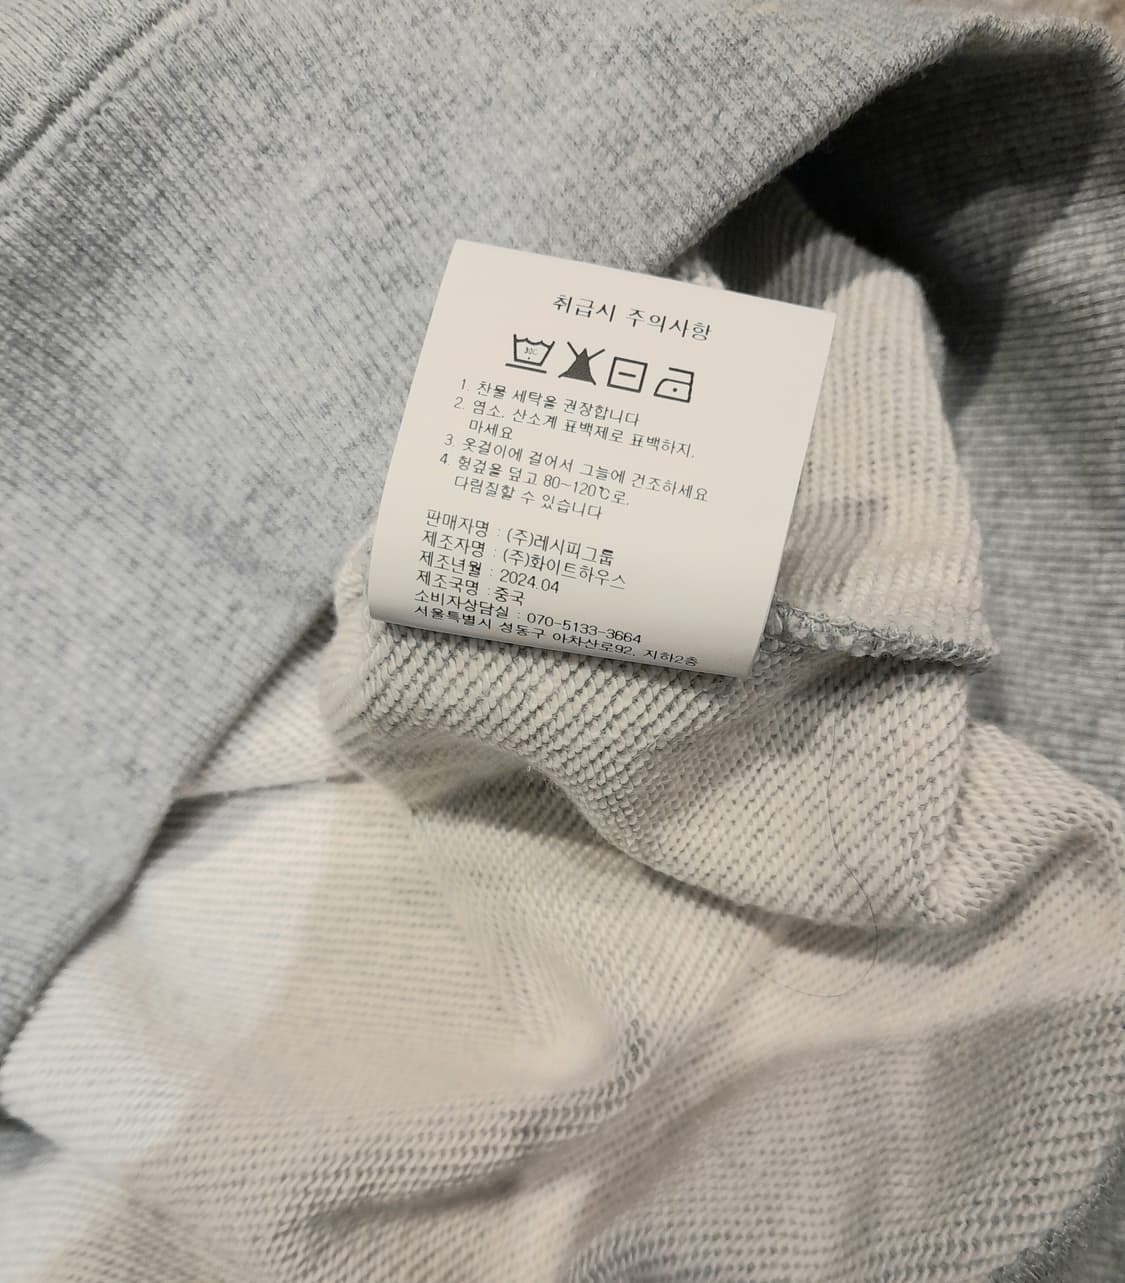 취급시 주의사항
30C
1. 찬물 세탁을 권장합니다
2. 염소, 산소계 표백제로 표백하지.
마세요
3. 옷걸이에 걸어서 그늘에 건조하세요
4. 헝겊을 덮고 80~120℃로.
다림질할 수 있습니다
판매자명 : (주)레시피그룹
제조자명 : (주)화이트하우스
제조년월 : 2024.04
제조국명 : 중국
소비자상담실 : 070-5133-3664
서울특별시 성동구 아차산로92, 지하2층